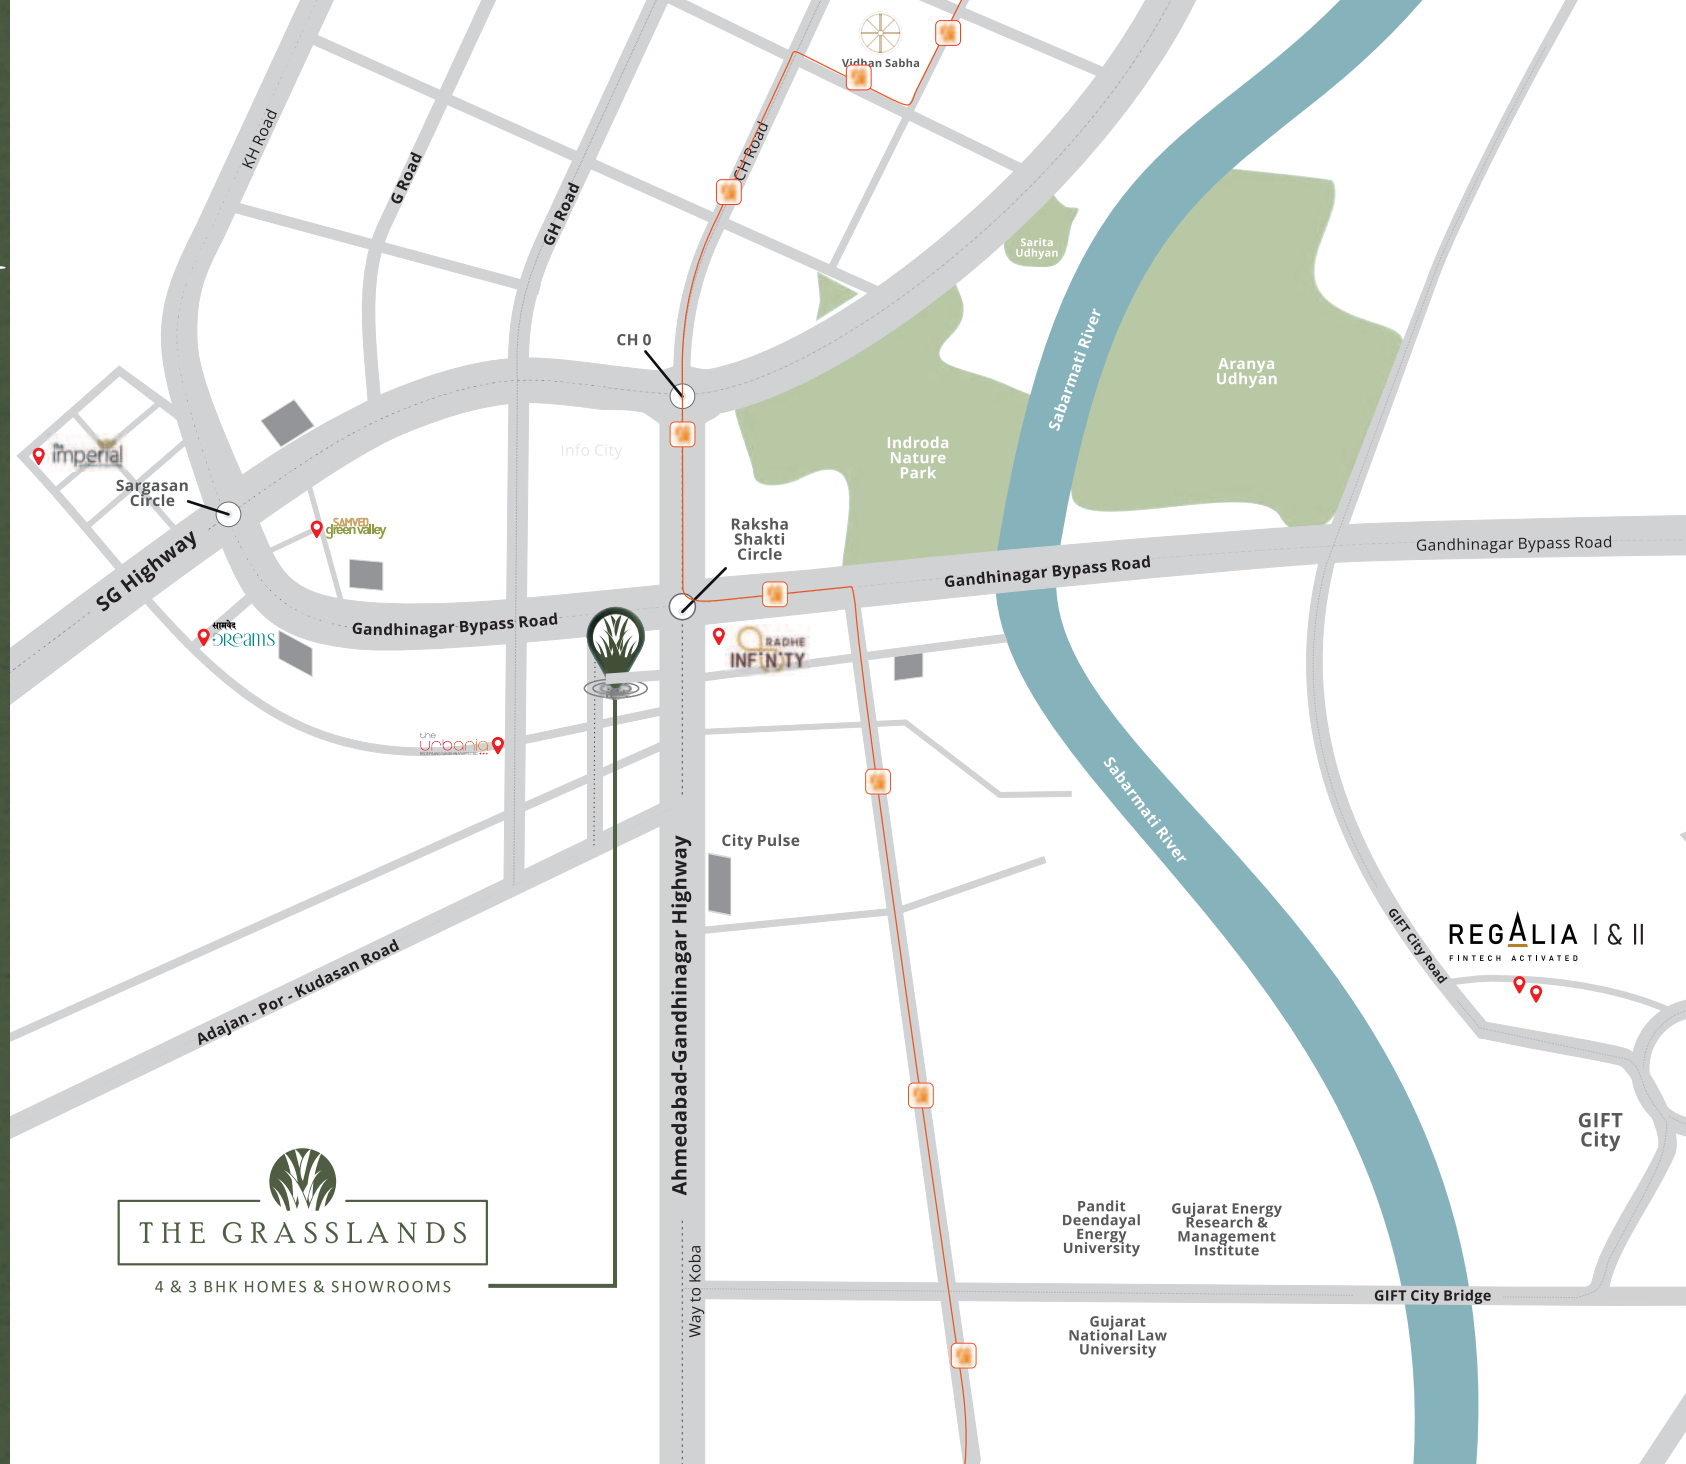 Vidhan Sabha
KH Road
G Road
GH Road
CH Road
Sarita
Udhyan
Sabarmati River
Aranya
Udhyan
CH 0
Indroda
Nature
Park
Info City
the
imperial
Sargasan
Circle
SAMVED
green valley
SG Highway
Raksha
Shakti
Circle
Gandhinagar Bypass Road
Gandhinagar Bypass Road
Gandhinagar Bypass Road
सामवेद
DREAMS
RADHE
INFINITY
the
urbania
Sabarmati River
City Pulse
Ahmedabad-Gandhinagar Highway
Adajan - Por - Kudasan Road
GIFT City Road
REGALIA I & II
FINTECH ACTIVATED
GIFT
City
THE GRASSLANDS
4 & 3 BHK HOMES & SHOWROOMS
Way to Koba
Pandit
Deendayal
Energy
University
Gujarat Energy
Research &
Management
Institute
GIFT City Bridge
Gujarat
National Law
University